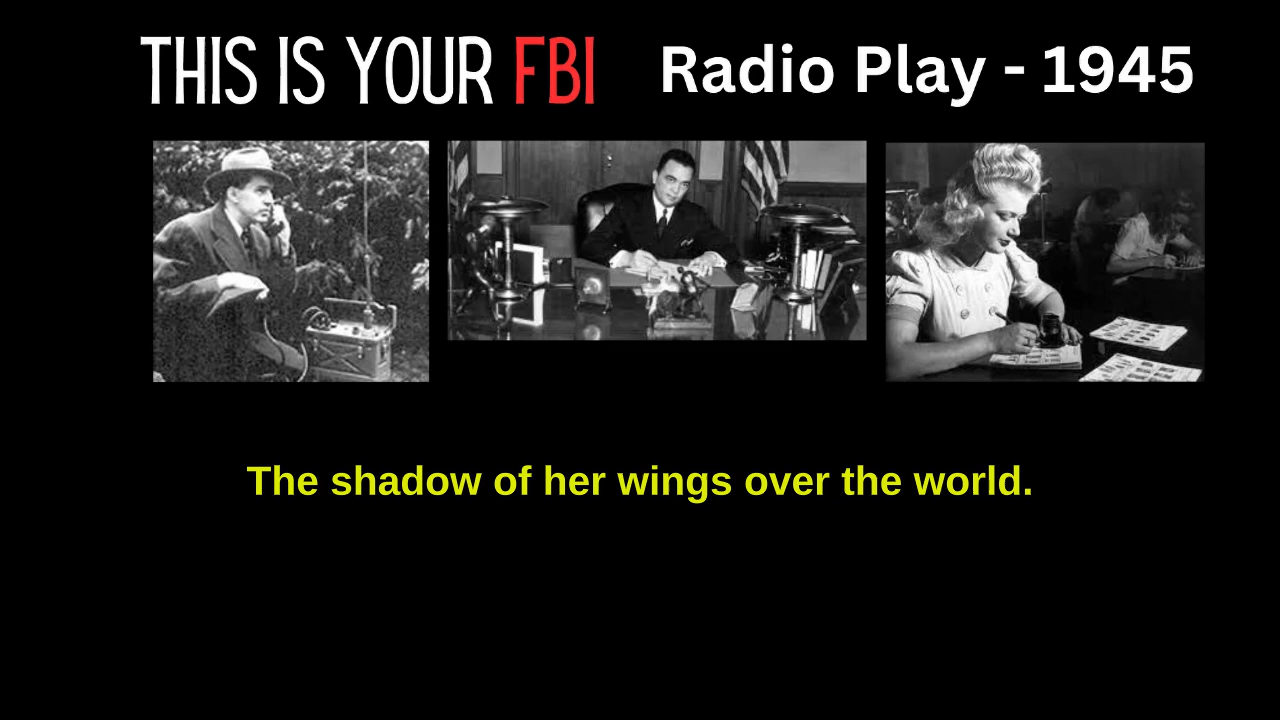 THIS IS YOUR FBI
Radio Play - 1945
The shadow of her wings over the world.